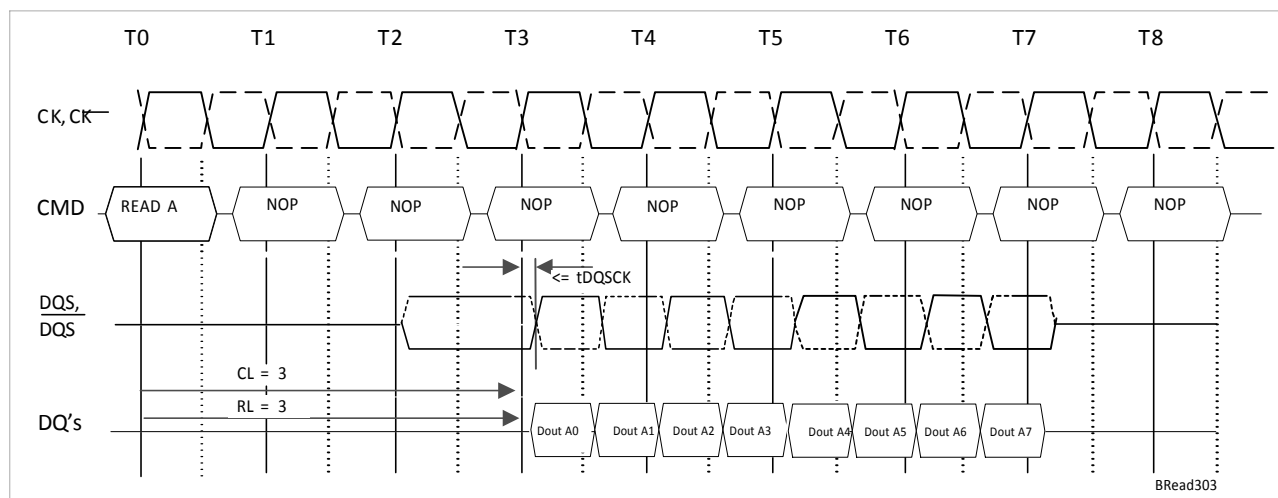 T0 T1 T2 T3 T4 T5 T6 T7 T8
CK, CK
CMD READ A NOP NOP NOP NOP NOP NOP NOP NOP
<= tDQSCK
DQS,
DQS
CL = 3
RL = 3
DQ's Dout A0 Dout A1 Dout A2 Dout A3 Dout A4 Dout A5 Dout A6 Dout A7
BRead303